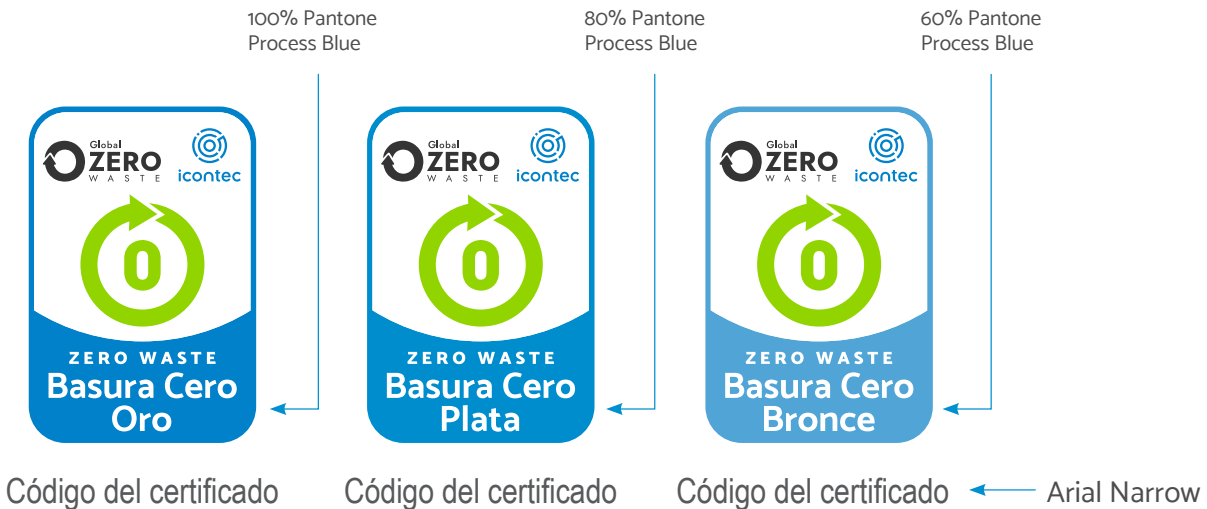 100% Pantone
Process Blue
80% Pantone
Process Blue
60% Pantone
Process Blue
Global
ZERO
WASTE
icontec
0
ZERO WASTE
Basura Cero
Oro
Global
ZERO
WASTE
icontec
0
ZERO WASTE
Basura Cero
Plata
Global
ZERO
WASTE
icontec
0
ZERO WASTE
Basura Cero
Bronce
Código del certificado
Código del certificado
Código del certificado
Arial Narrow